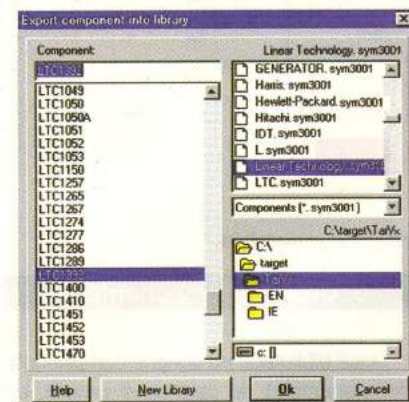 Export component into library
Component:
LTC1392
LTC1049
LTC1050
LTC1050A
LTC1051
LTC1052
LTC1053
LTC1150
LTC1257
LTC1265
LTC1267
LTC1274
LTC1277
LTC1286
LTC1289
LTC1392
LTC1400
LTC1410
LTC1451
LTC1452
LTC1453
LTC1470
Linear Technology. sym3001
GENERATOR. sym3001
Harris. sym3001
Hewlett-Packard. sym3001
Hitachi. sym3001
IDT. sym3001
L. sym3001
Linear Technology. sym300
LTC. sym3001
Components (*. sym3001 )
C:\target\TarVx
C:\
target
TarVx
EN
IE
c: []
Help
New Library
Ok
Cancel